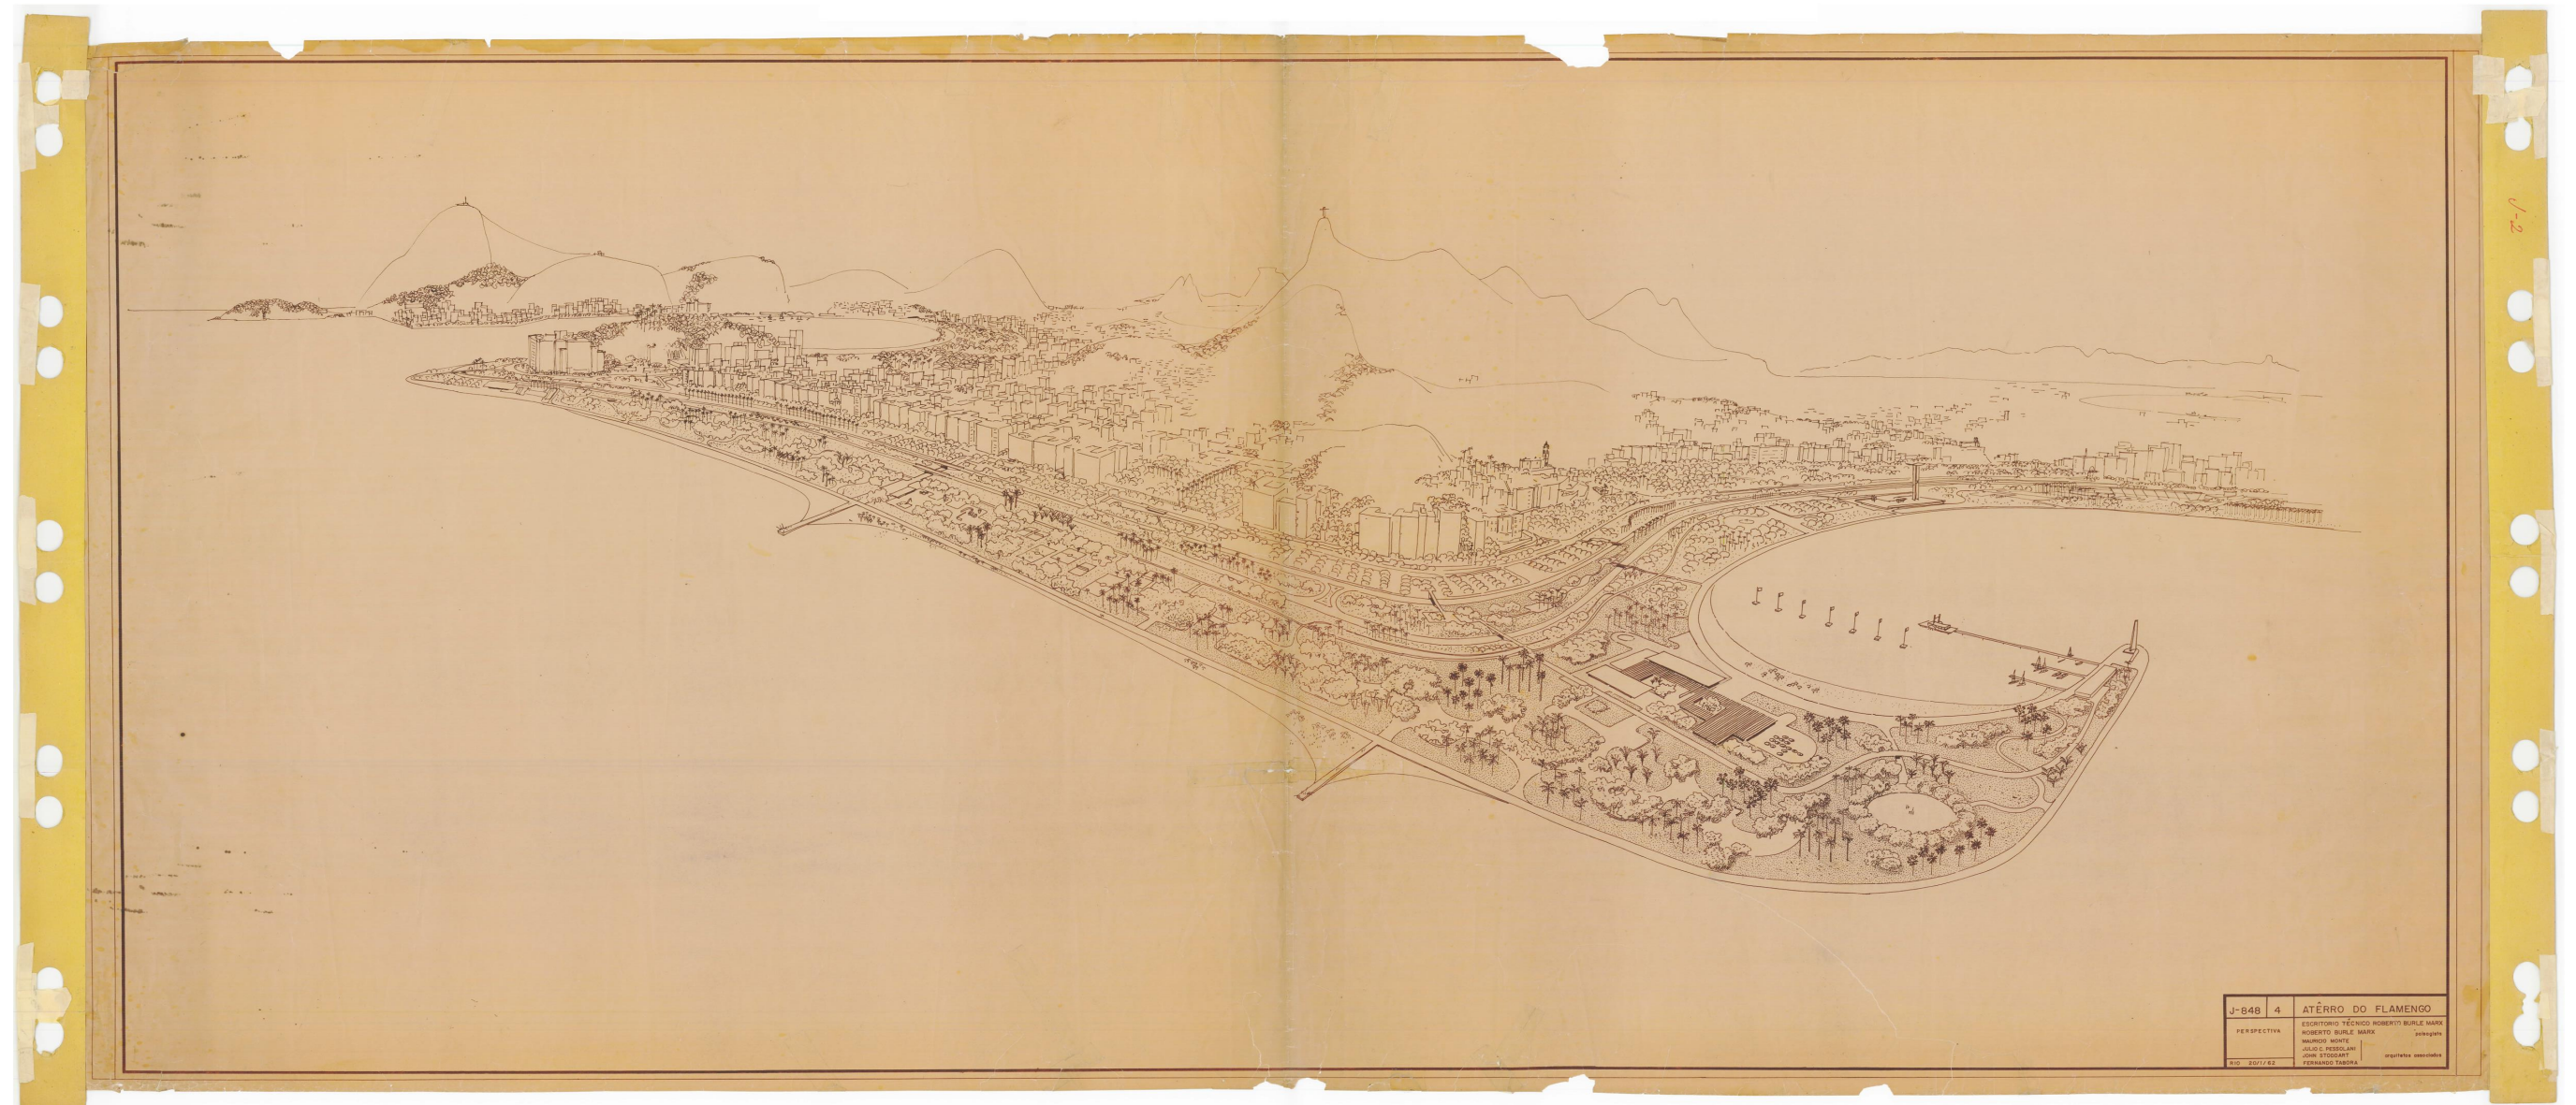 J-2
J-848 4 ATÊRRO DO FLAMENGO
PERSPECTIVA
ESCRITORIO TÉCNICO ROBERTO BURLE MARX
ROBERTO BURLE MARX paisagista
MAURICIO MONTE
JULIO C. PESSOLANI
JOHN STODDART arquitetos associados
FERNANDO TABORA
RIO 20/1/62